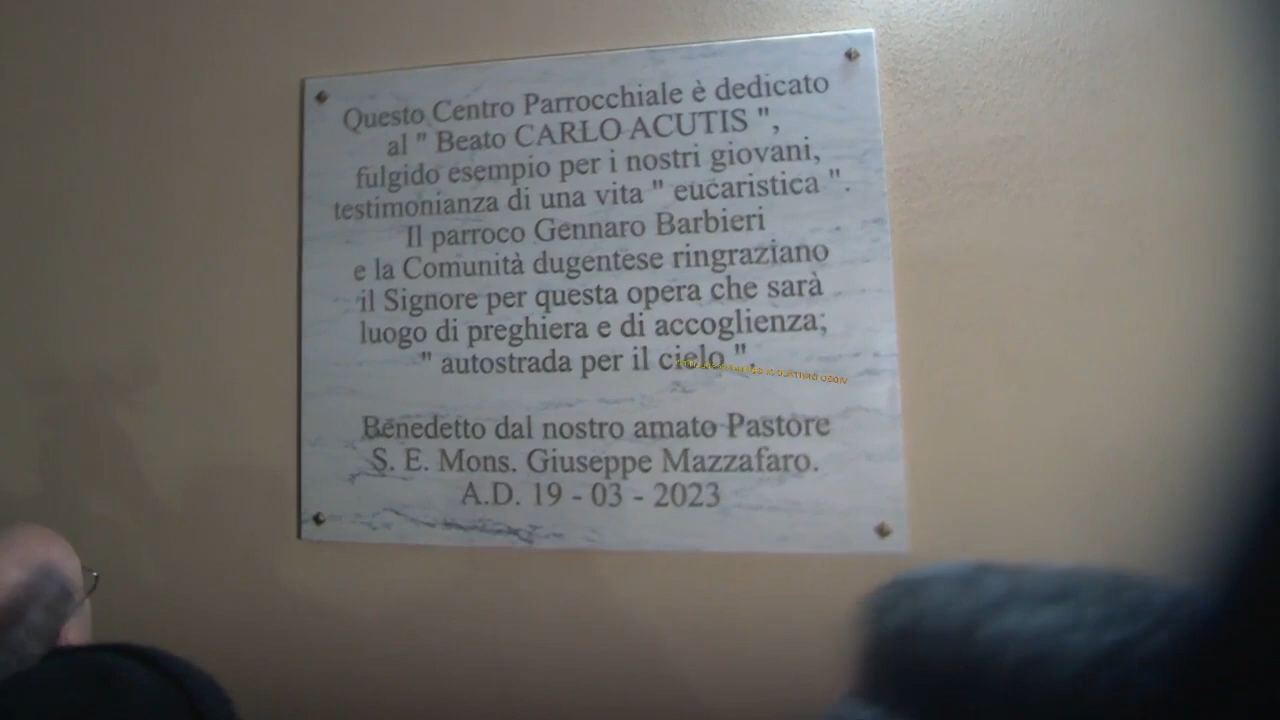 Questo Centro Parrocchiale è dedicato
al " Beato CARLO ACUTIS ",
fulgido esempio per i nostri giovani,
testimonianza di una vita " eucaristica ".
Il parroco Gennaro Barbieri
e la Comunità dugentese ringraziano
il Signore per questa opera che sarà
luogo di preghiera e di accoglienza;
" autostrada per il cielo ".
Benedetto dal nostro amato Pastore
S. E. Mons. Giuseppe Mazzafaro.
A.D. 19 - 03 - 2023